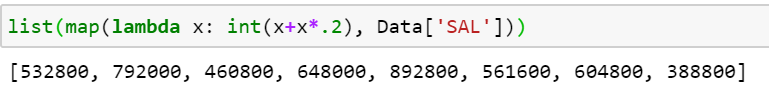 list(map(lambda x: int(x+x*.2), Data['SAL']))
[532800, 792000, 460800, 648000, 892800, 561600, 604800, 388800]